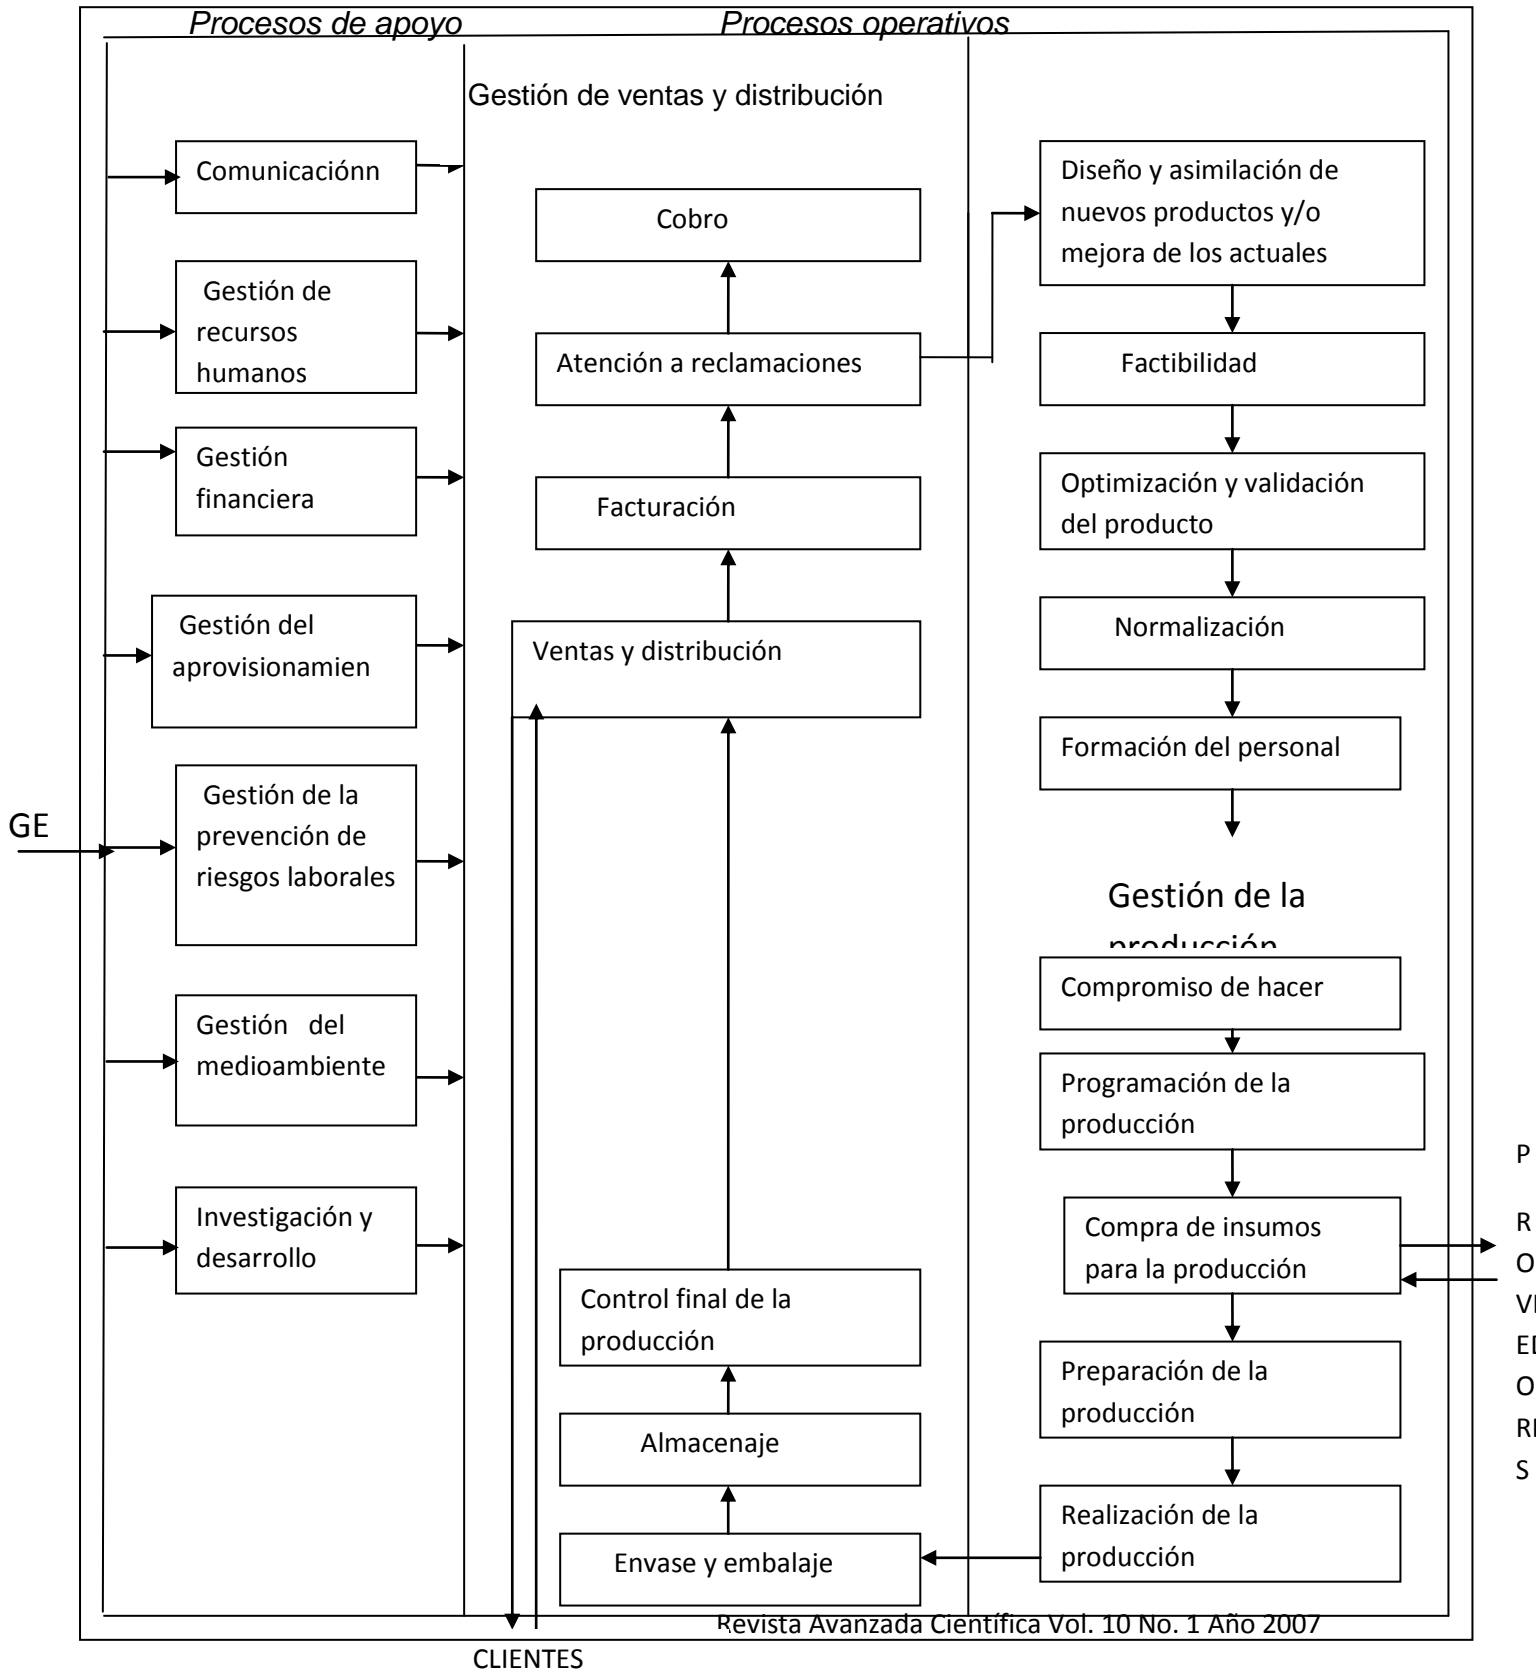 Procesos de apoyo
Procesos operativos
Gestión de ventas y distribución
Comunicaciónn
Gestión de
recursos
humanos
Gestión
financiera
Gestión del
aprovisionamien
GE
Gestión de la
prevención de
riesgos laborales
Gestión del
medioambiente
Investigación y
desarrollo
Cobro
Atención a reclamaciones
Facturación
Ventas y distribución
Control final de la
producción
Almacenaje
Envase y embalaje
Diseño y asimilación de
nuevos productos y/o
mejora de los actuales
Factibilidad
Optimización y validación
del producto
Normalización
Formación del personal
Gestión de la
producción
Compromiso de hacer
Programación de la
producción
Compra de insumos
para la producción
Preparación de la
producción
Realización de la
producción
P
R
O
VE
ED
O
RE
S
Revista Avanzada Científica Vol. 10 No. 1 Año 2007
CLIENTES